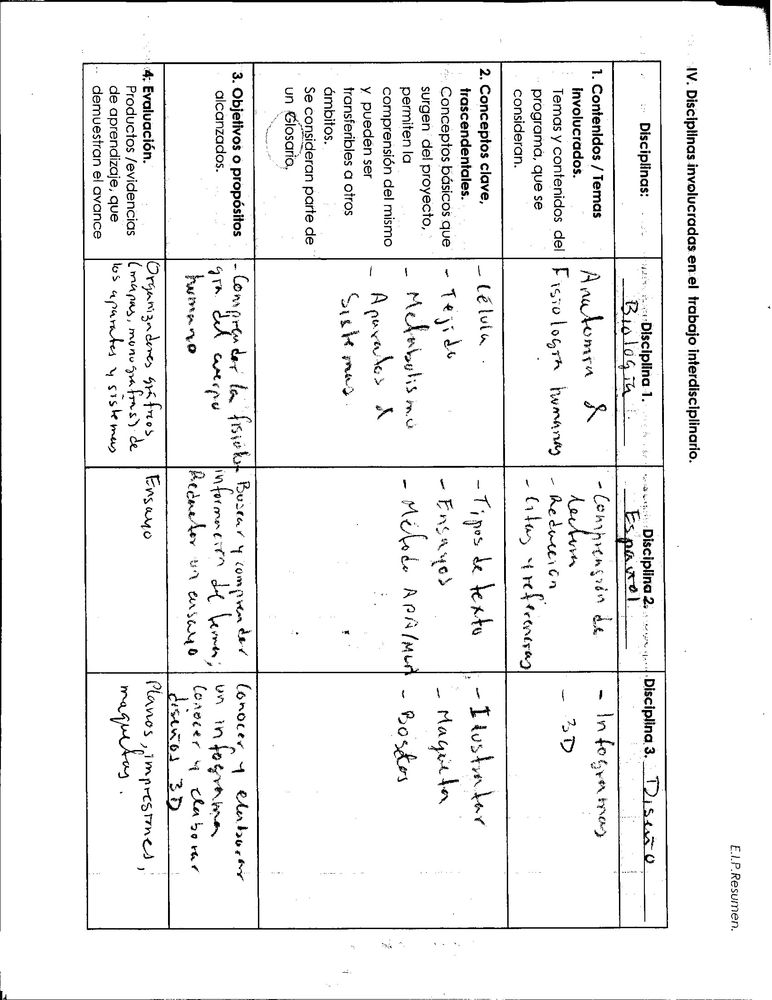 E.I.P.Resumen.
IV. Disciplinas involucradas en el trabajo interdisciplinario.
Disciplinas:
Disciplina 1.
Biología
Disciplina 2.
Español
Disciplina 3. Diseño
1. Contenidos / Temas
involucrados.
Temas y contenidos del
programa, que se
consideran.
Anatomía &
Fisiología humanas
- Comprensión de
lectura
- Redacción
- Citas y referencias
- Infogramas
- 3D
2. Conceptos clave,
trascendentales.
Conceptos básicos que
surgen del proyecto,
permiten la
comprensión del mismo
y pueden ser
transferibles a otros
ámbitos.
Se consideran parte de
un Glosario.
- Célula
- Tejido
- Metabolismo
- Aparatos &
Sistemas
- Tipos de texto
- Ensayos
- Método APA/MLA
- Ilustrar
- Maqueta
- Bosetos
3. Objetivos o propósitos
alcanzados.
- Comprender la fisiolo-
gía del cuerpo
humano
- Buscar y comprender
información del tema;
Redactar un ensayo
Conocer y elaborar
un infograma
Conocer y elaborar
diseños 3D
4. Evaluación.
Productos /evidencias
de aprendizaje, que
demuestran el avance
Organizadores gráficos
(mapas, monografías) de
los aparatos y sistemas
Ensayo
Planos, impresiones,
maquetas.